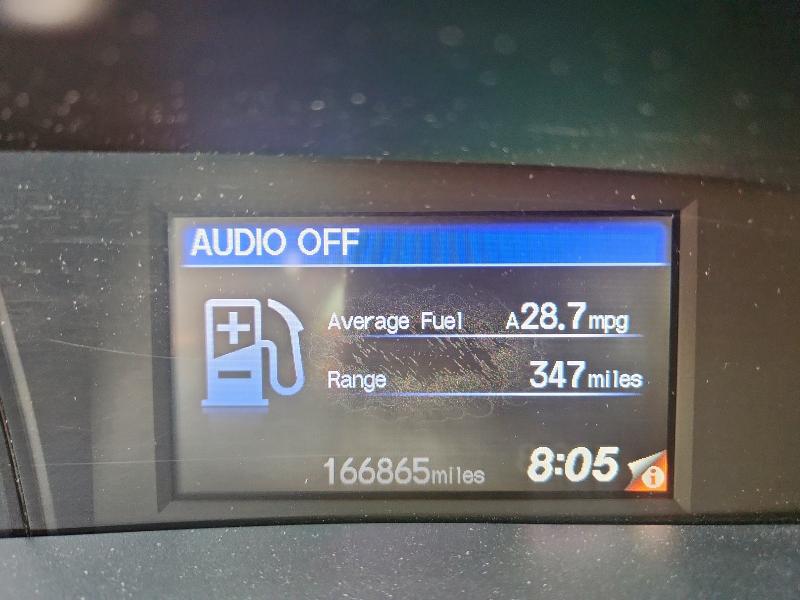 AUDIO OFF
Average Fuel A28.7mpg
Range 347miles
166865miles 8:05 i